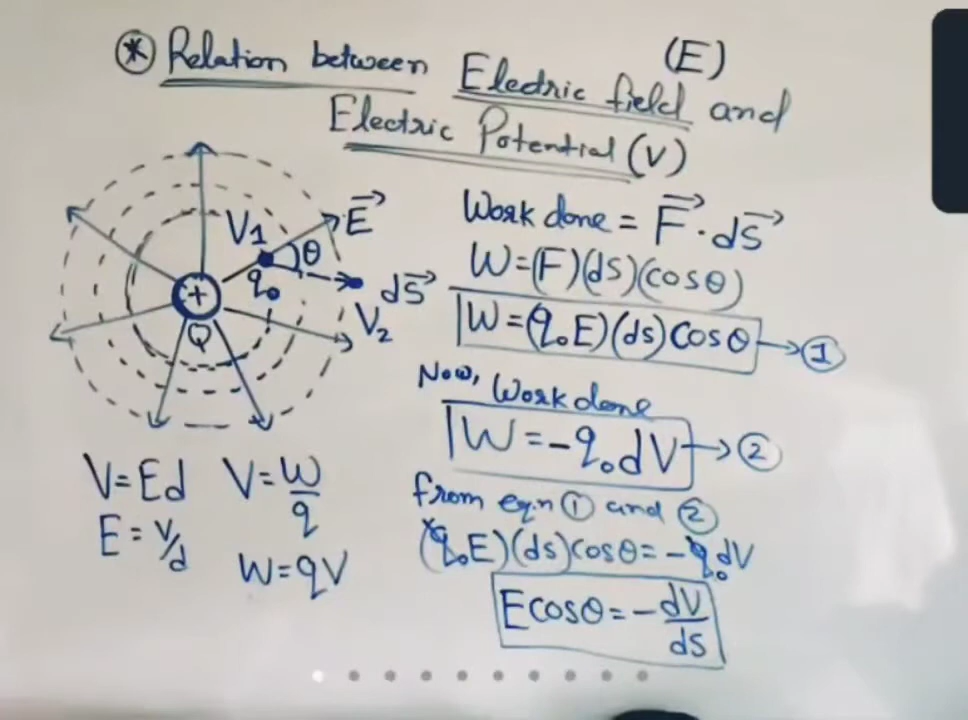 ⊛ Relation between Electric field (E) and
Electric Potential (V)
V₁
E⃗
θ
q₀
dS⃗
V₂
+
Q
Work done = F⃗ · dS⃗
W = (F)(ds)(cosθ)
W = (q₀E)(ds)Cosθ → ①
Now, Work done
W = -q₀dV → ②
from eqn ① and ②
(q₀E)(ds)cosθ = -q₀dV
Ecosθ = -dV/ds
V = Ed
E = V/d
V = W/q
W = qV